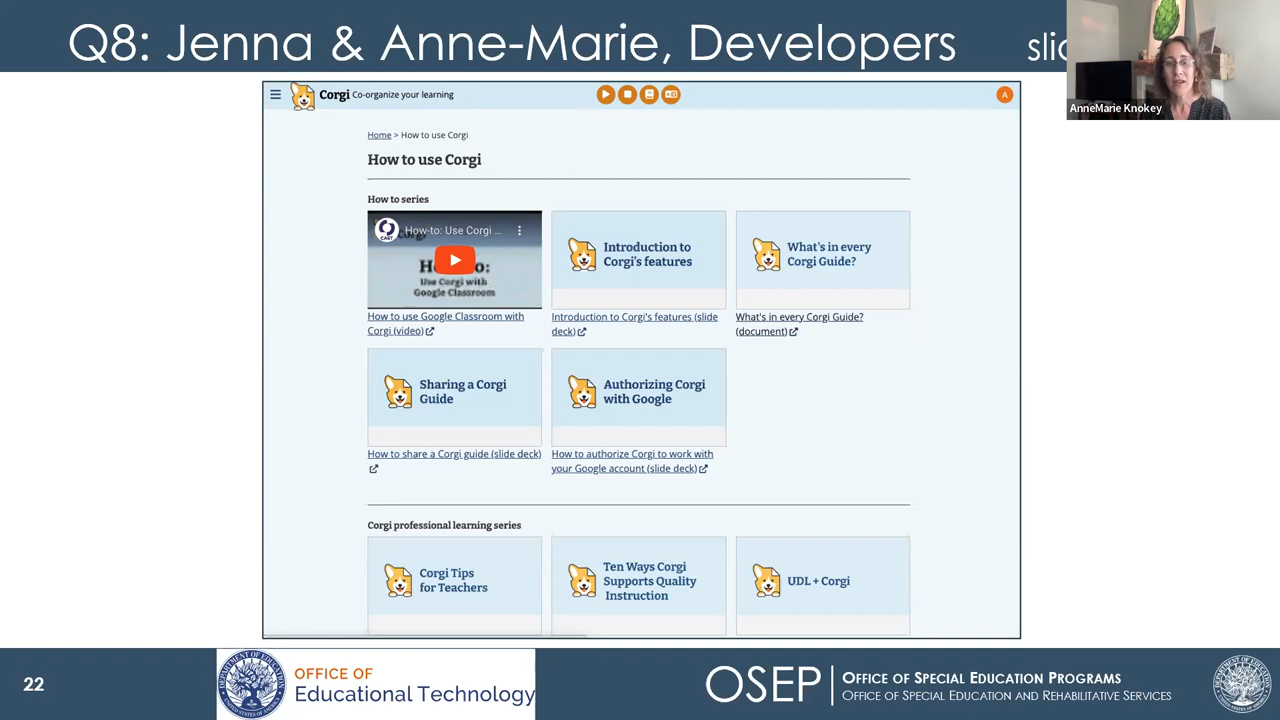 Q8: Jenna & Anne-Marie, Developers
AnneMarie Knokey
Corgi Co-organize your learning
A
Home > How to use Corgi
How to use Corgi
How to series
CAST
How-to: Use Corgi ...
Use Corgi with
Google Classroom
How to use Google Classroom with
Corgi (video)
Introduction to
Corgi's features
Introduction to Corgi's features (slide
deck)
What's in every
Corgi Guide?
What's in every Corgi Guide?
(document)
Sharing a Corgi
Guide
How to share a Corgi guide (slide deck)
Authorizing Corgi
with Google
How to authorize Corgi to work with
your Google account (slide deck)
Corgi professional learning series
Corgi Tips
for Teachers
Ten Ways Corgi
Supports Quality
Instruction
UDL + Corgi
22
OFFICE OF
Educational Technology
OSEP
OFFICE OF SPECIAL EDUCATION PROGRAMS
OFFICE OF SPECIAL EDUCATION AND REHABILITATIVE SERVICES